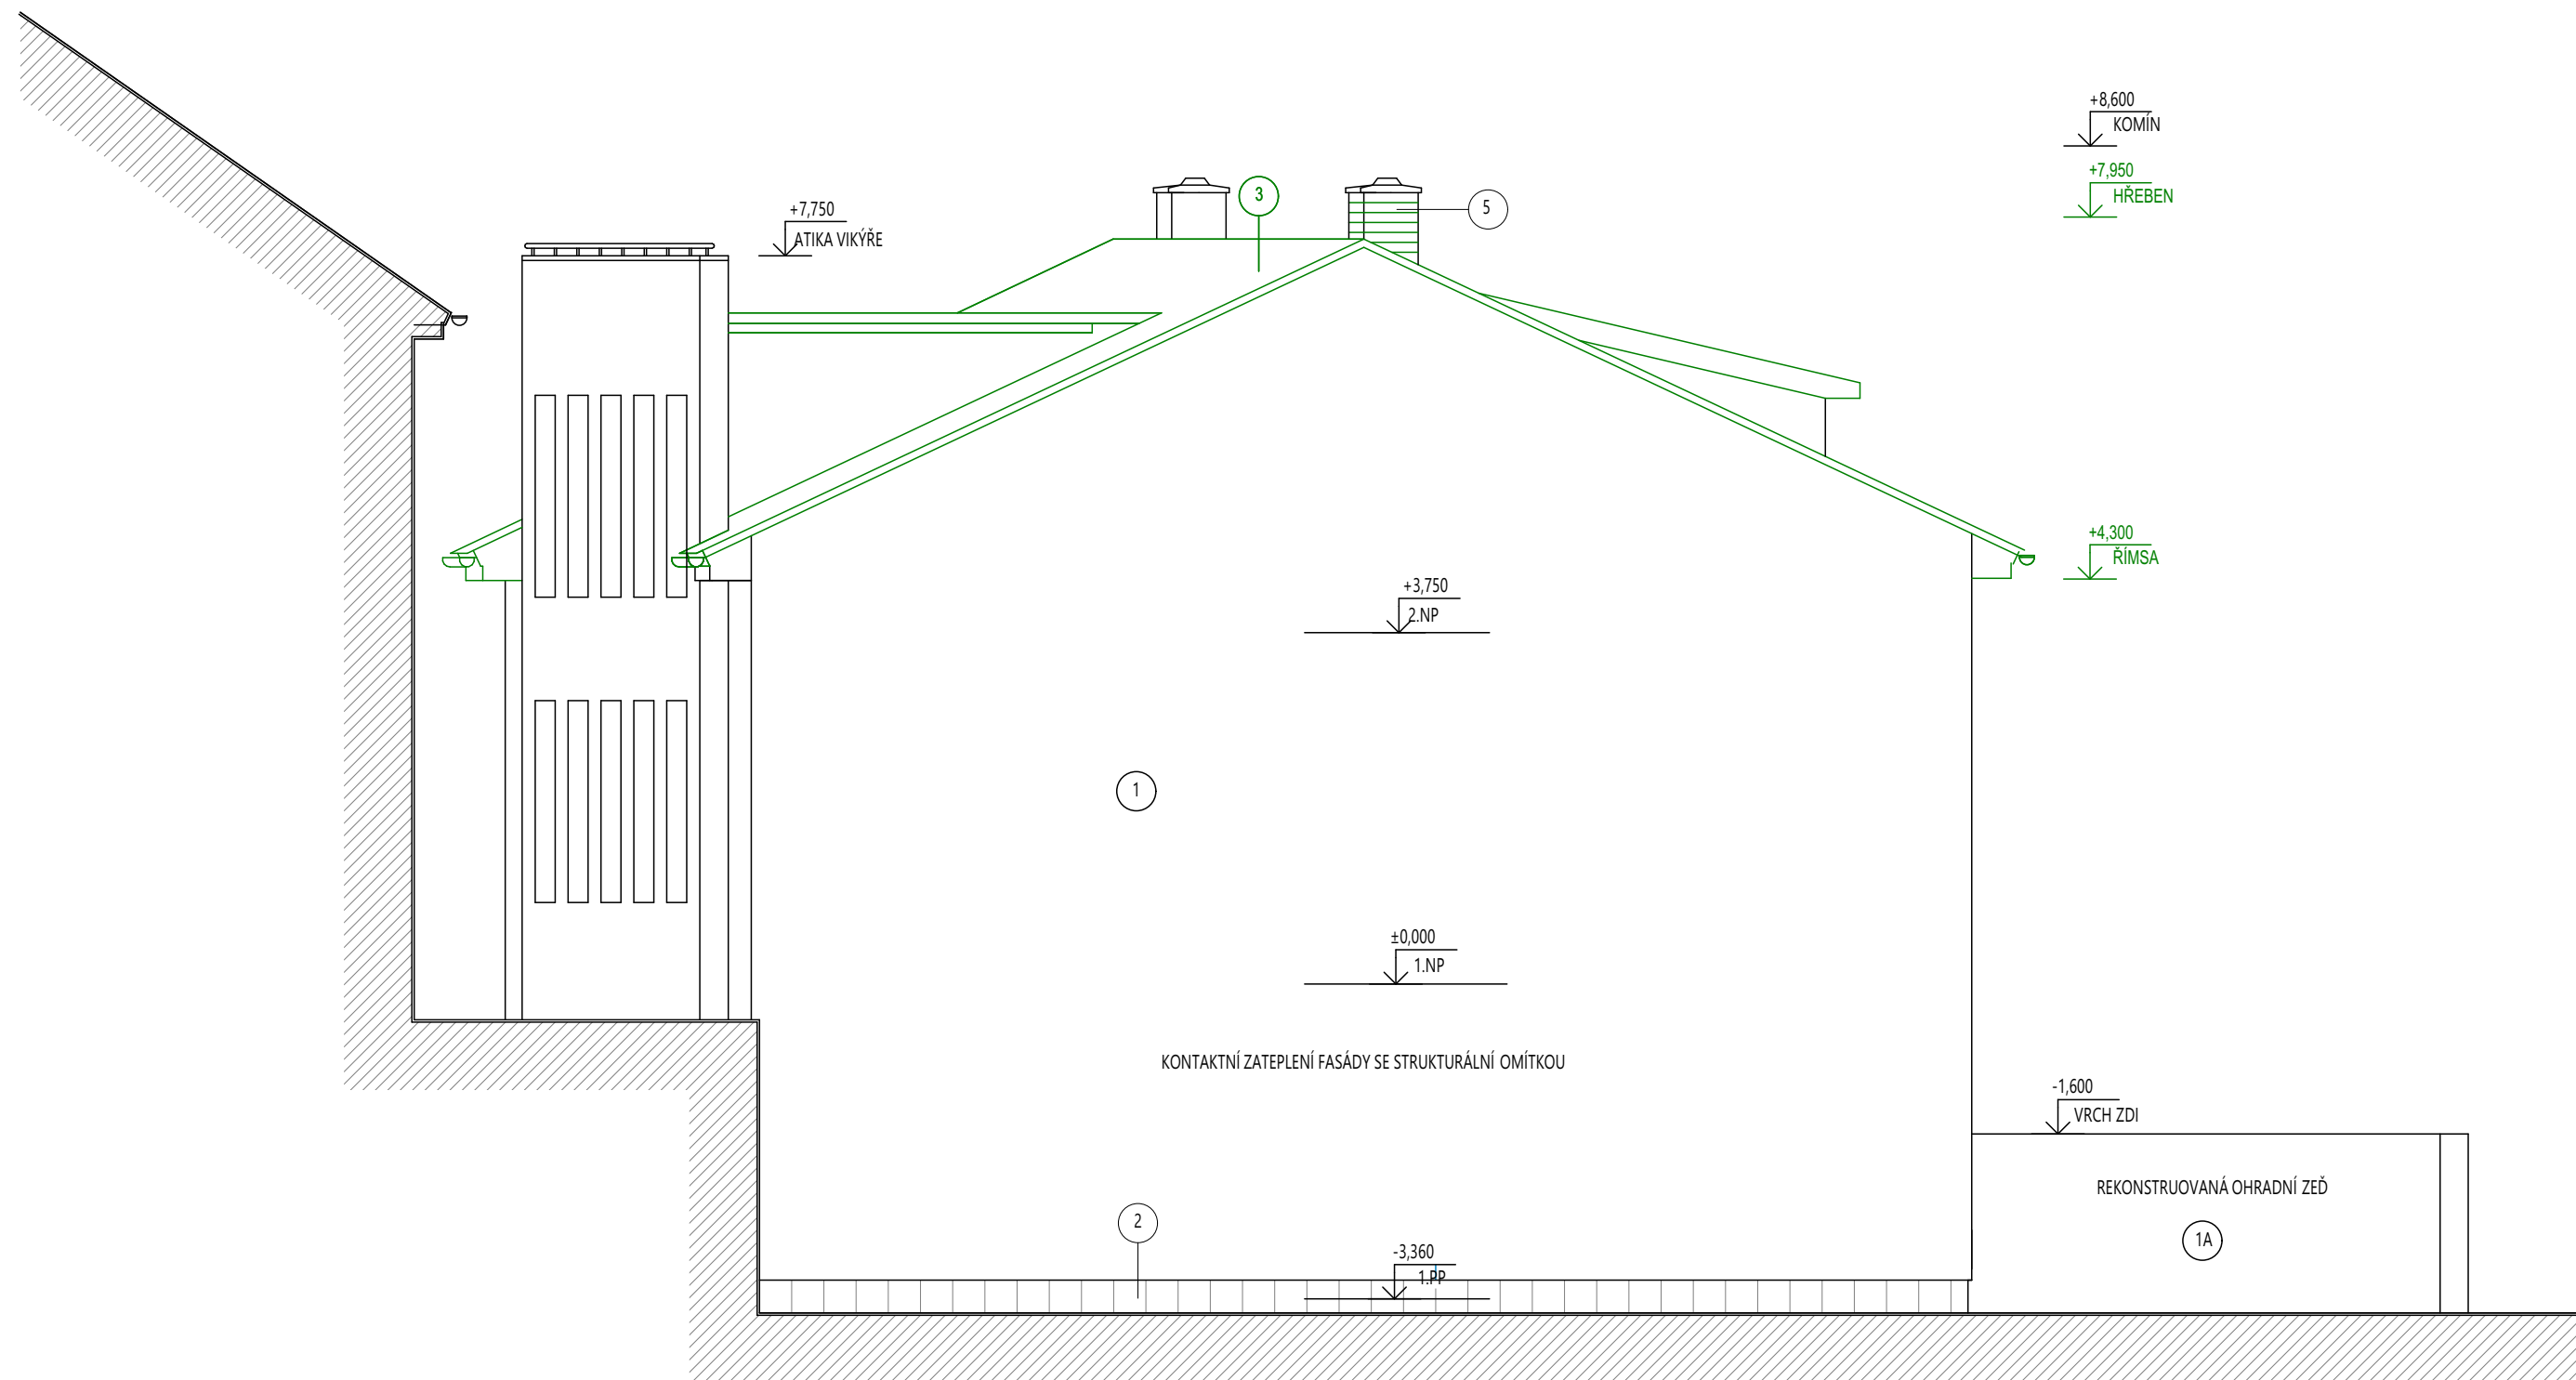 +8,600
KOMÍN
+7,950
HŘEBEN
3
5
+7,750
ATIKA VIKÝŘE
+4,300
ŘÍMSA
+3,750
2.NP
1
±0,000
1.NP
KONTAKTNÍ ZATEPLENÍ FASÁDY SE STRUKTURÁLNÍ OMÍTKOU
-1,600
VRCH ZDI
REKONSTRUOVANÁ OHRADNÍ ZEĎ
1A
2
-3,360
1.PP